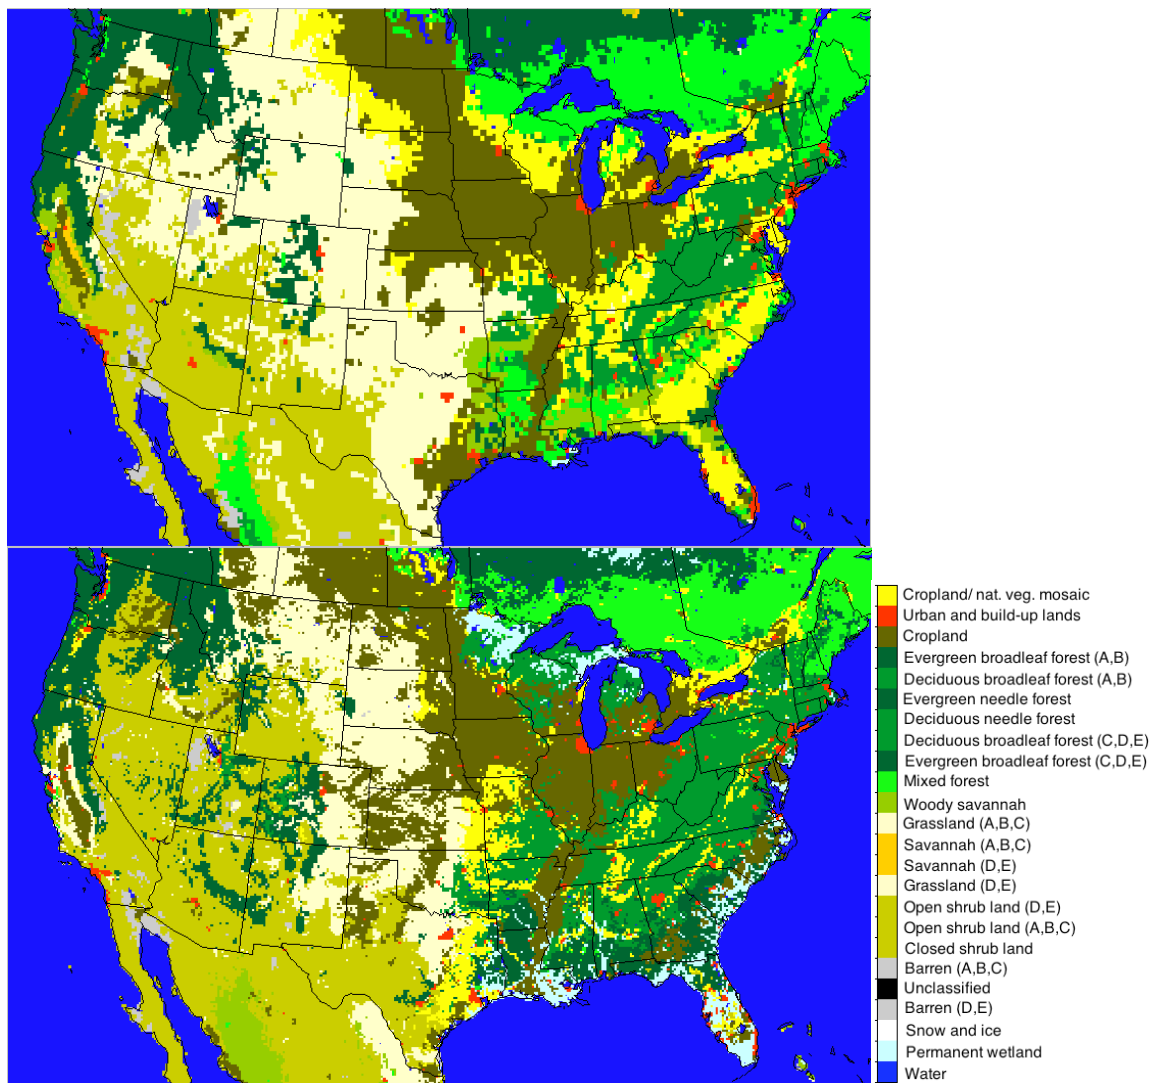 Cropland/ nat. veg. mosaic
Urban and build-up lands
Cropland
Evergreen broadleaf forest (A,B)
Deciduous broadleaf forest (A,B)
Evergreen needle forest
Deciduous needle forest
Deciduous broadleaf forest (C,D,E)
Evergreen broadleaf forest (C,D,E)
Mixed forest
Woody savannah
Grassland (A,B,C)
Savannah (A,B,C)
Savannah (D,E)
Grassland (D,E)
Open shrub land (D,E)
Open shrub land (A,B,C)
Closed shrub land
Barren (A,B,C)
Unclassified
Barren (D,E)
Snow and ice
Permanent wetland
Water